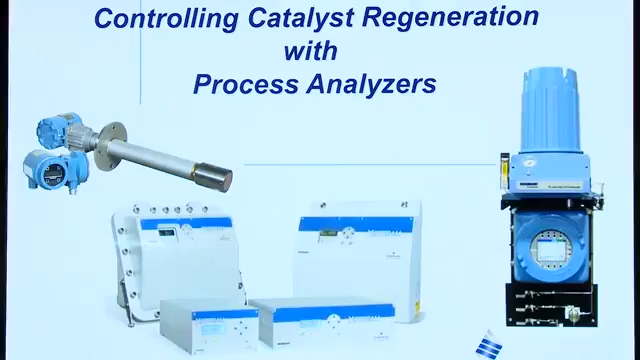 Controlling Catalyst Regeneration
with
Process Analyzers